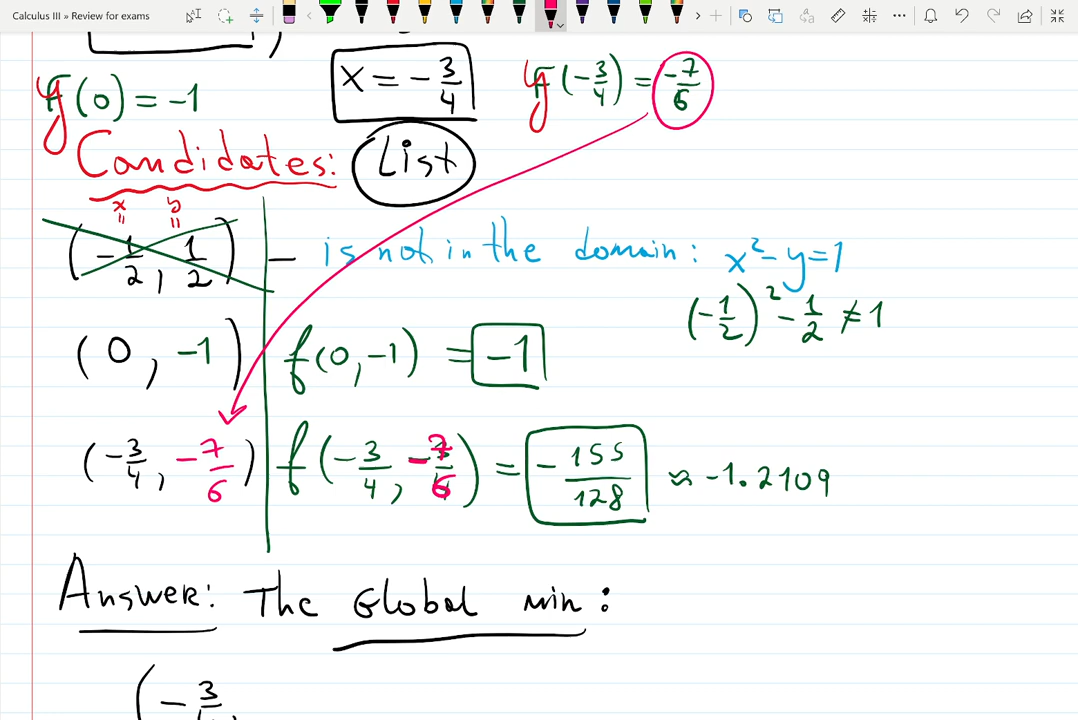 Calculus III » Review for exams
y(0) = -1
x = -3/4
y(-3/4) = -7/6
Candidates: List
x = y =
(-1/2, 1/2) — is not in the domain: x² - y = 1
(-1/2)² - 1/2 ≠ 1
(0, -1) f(0, -1) = -1
(-3/4, -7/6) f(-3/4, -7/6) = -155/128 ≈ -1.2109
Answer: The Global min:
(-3/4,